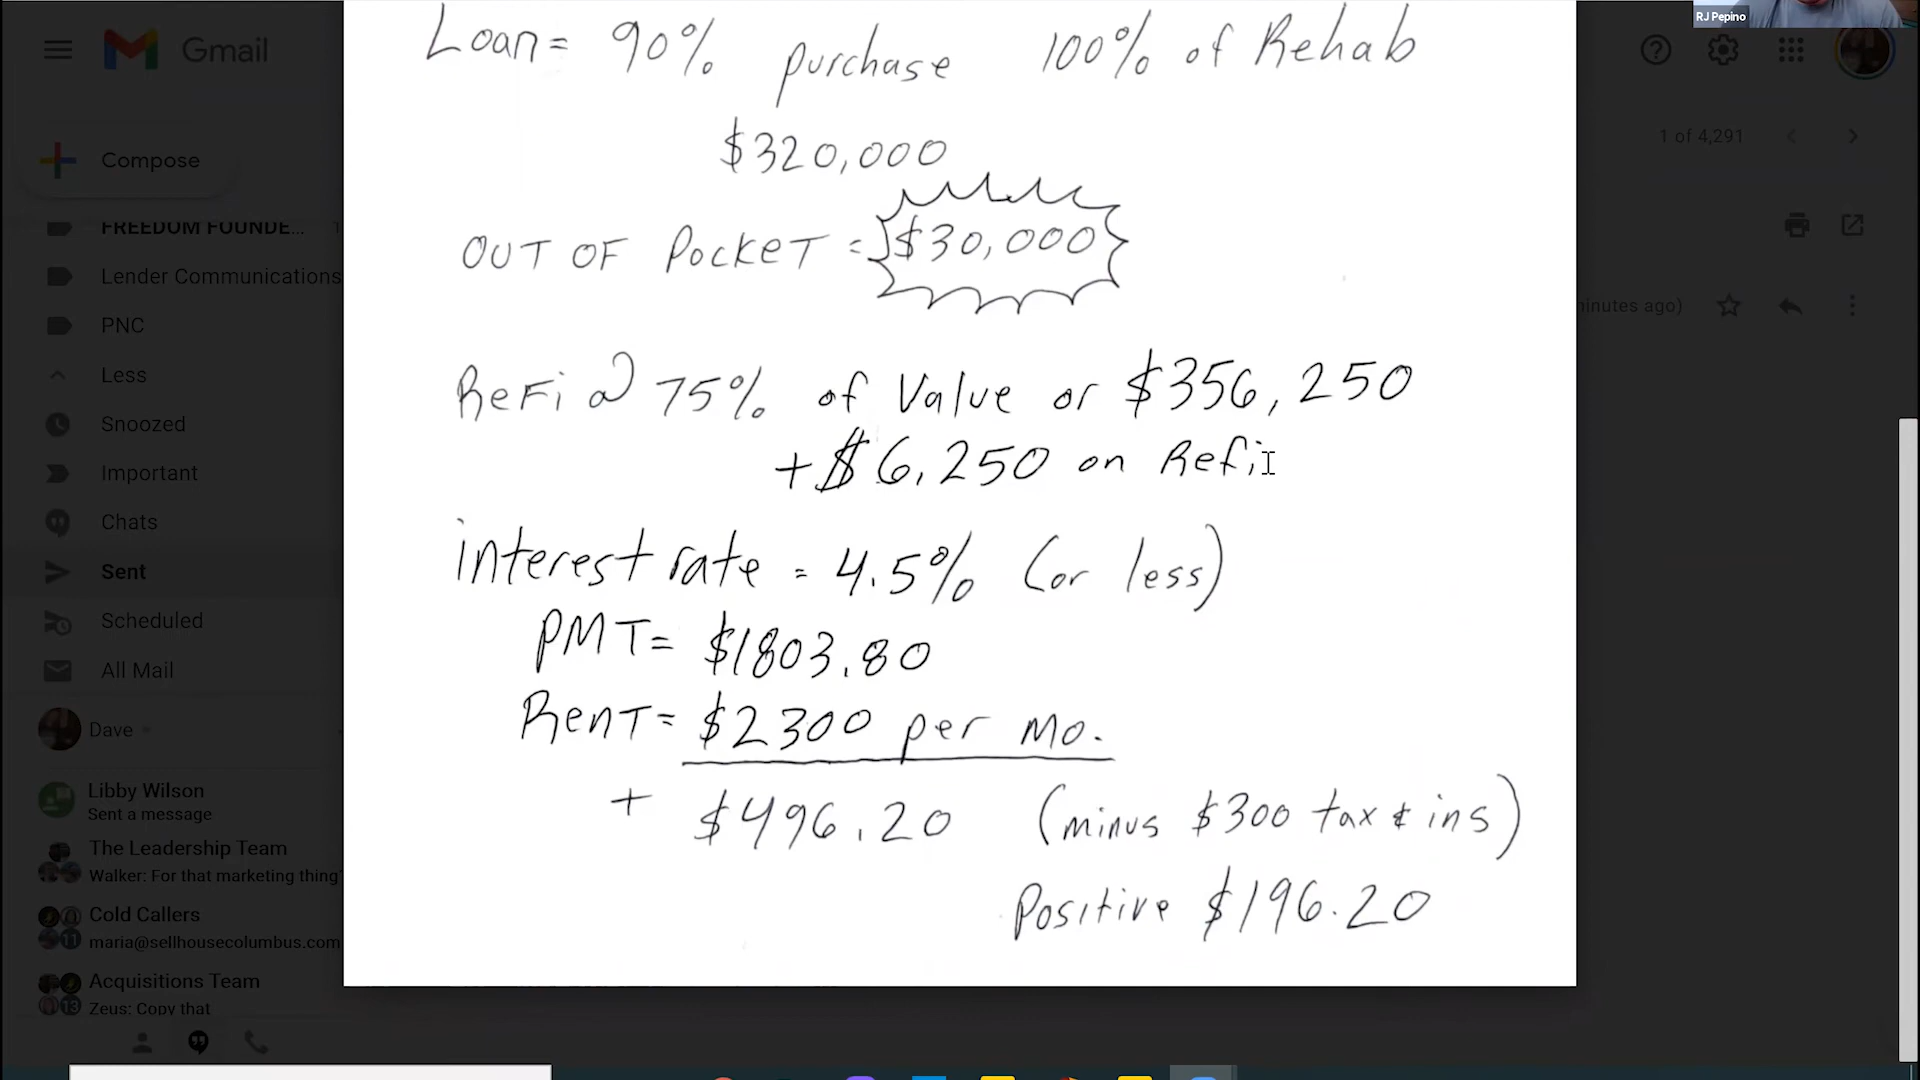 RJ Pepino
Gmail
Loan = 90% purchase 100% of Rehab
$320,000
Compose
1 of 4,291
FREEDOM FOUNDE...
OUT OF POCKET = $30,000
Lender Communications
inutes ago)
PNC
Less
ReFi @ 75% of Value or $356,250
Snoozed
+$6,250 on Refi
Important
Chats
interest rate = 4.5% (or less)
Sent
Scheduled
PMT = $1803.80
All Mail
Rent = $2300 per mo.
Dave
Libby Wilson
Sent a message
+ $496.20 (minus $300 tax & ins)
The Leadership Team
Walker: For that marketing thing
Cold Callers
11
maria@sellhousecolumbus.com
Positive $196.20
Acquisitions Team
13
Zeus: Copy that